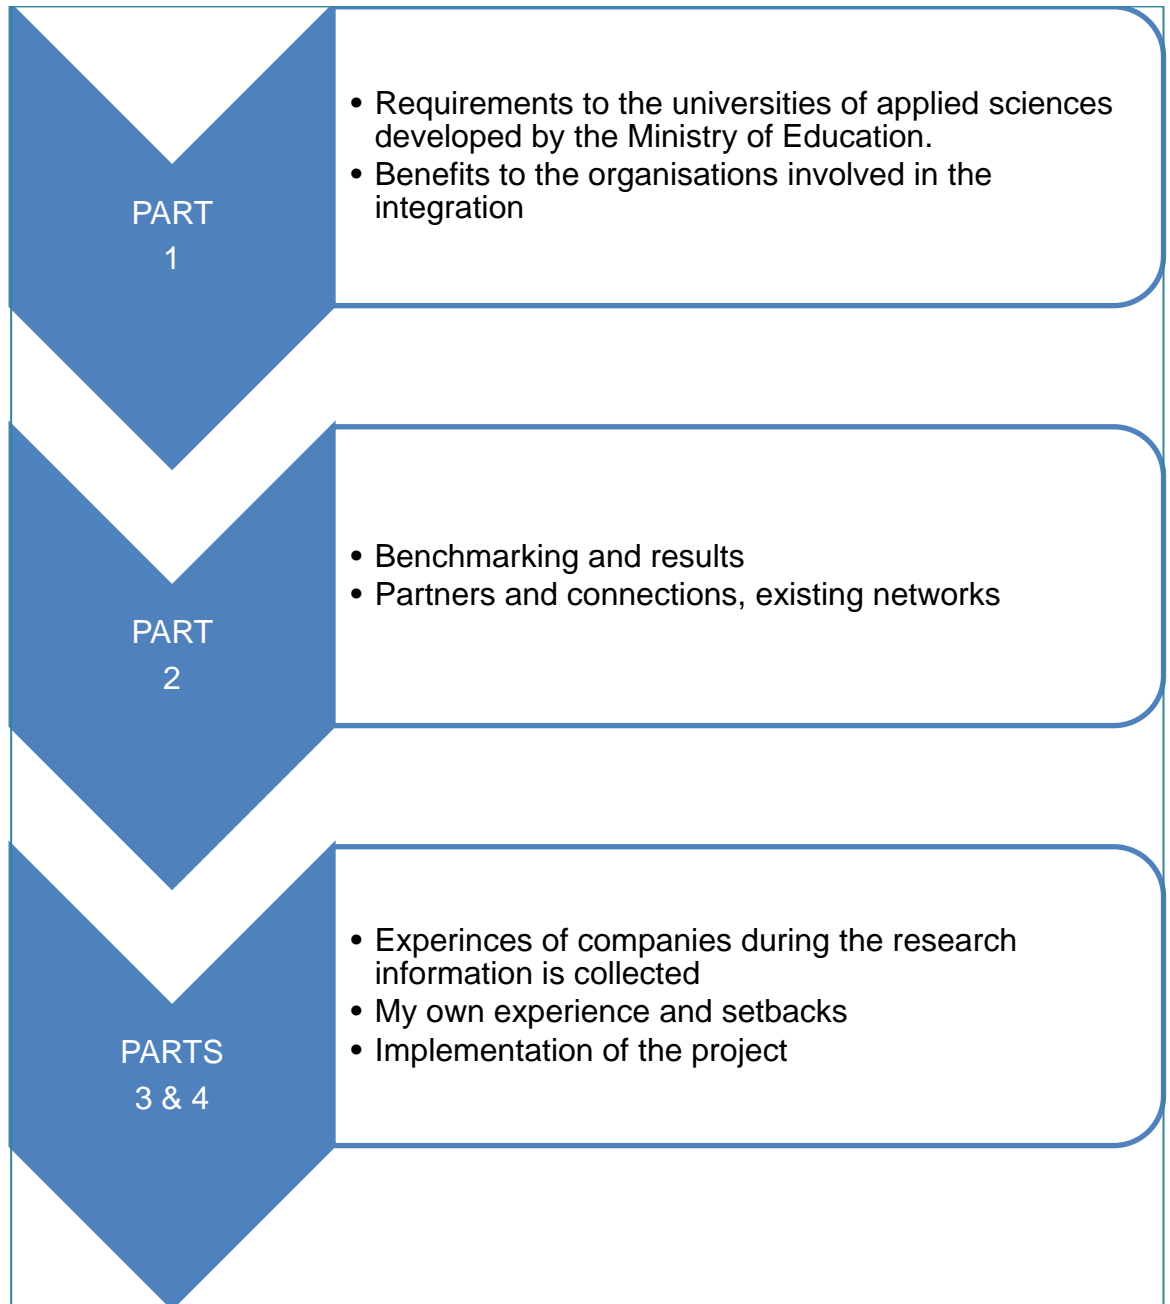 PART
1
• Requirements to the universities of applied sciences
developed by the Ministry of Education.
• Benefits to the organisations involved in the
integration
PART
2
• Benchmarking and results
• Partners and connections, existing networks
PARTS
3 & 4
• Experinces of companies during the research
information is collected
• My own experience and setbacks
• Implementation of the project